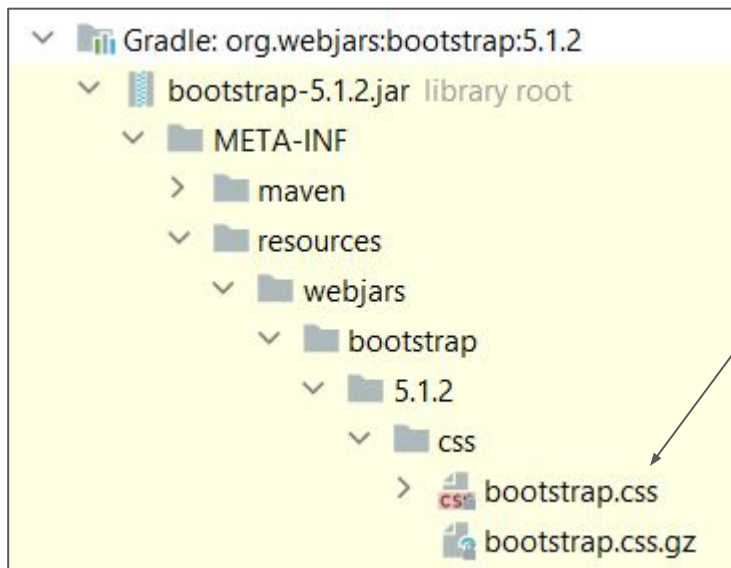 Gradle: org.webjars:bootstrap:5.1.2
bootstrap-5.1.2.jar library root
META-INF
maven
resources
webjars
bootstrap
5.1.2
css
CSS bootstrap.css
bootstrap.css.gz